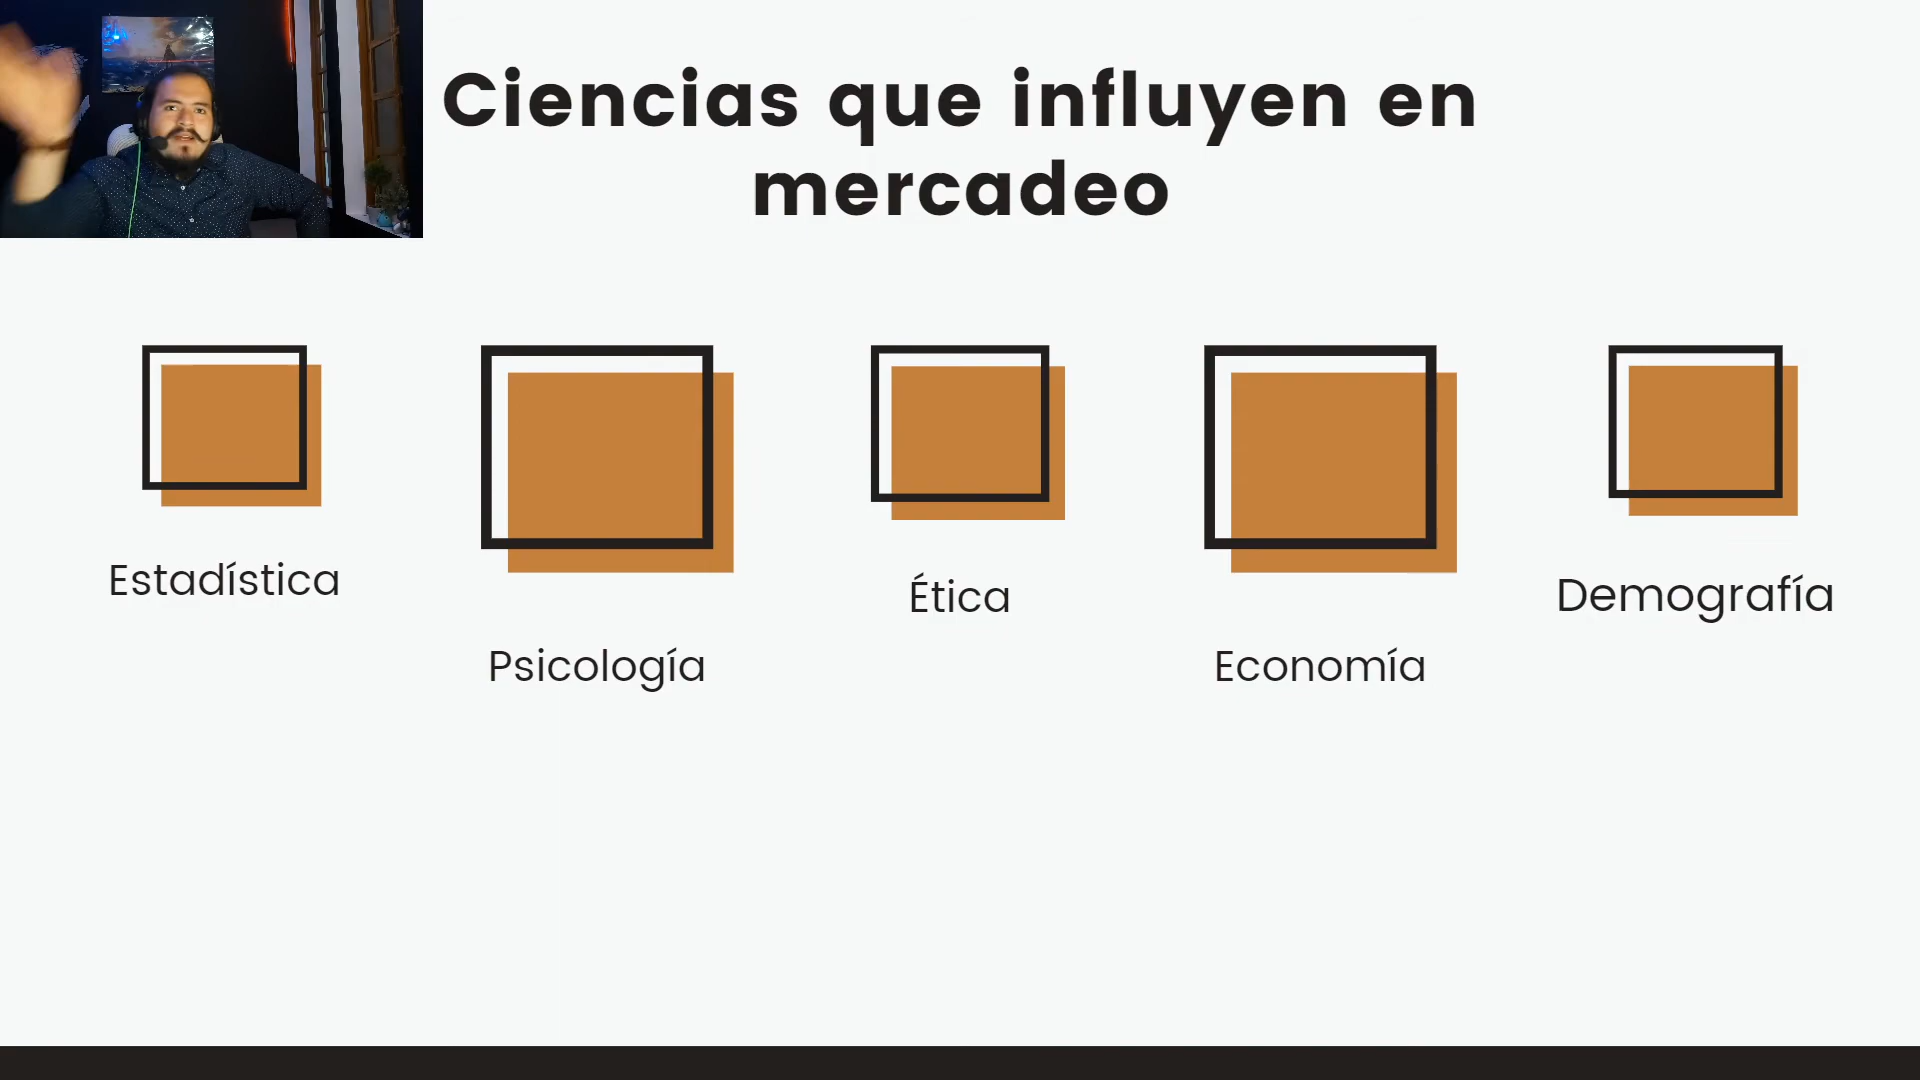 Ciencias que influyen en
mercadeo
Estadística
Psicología
Ética
Economía
Demografía